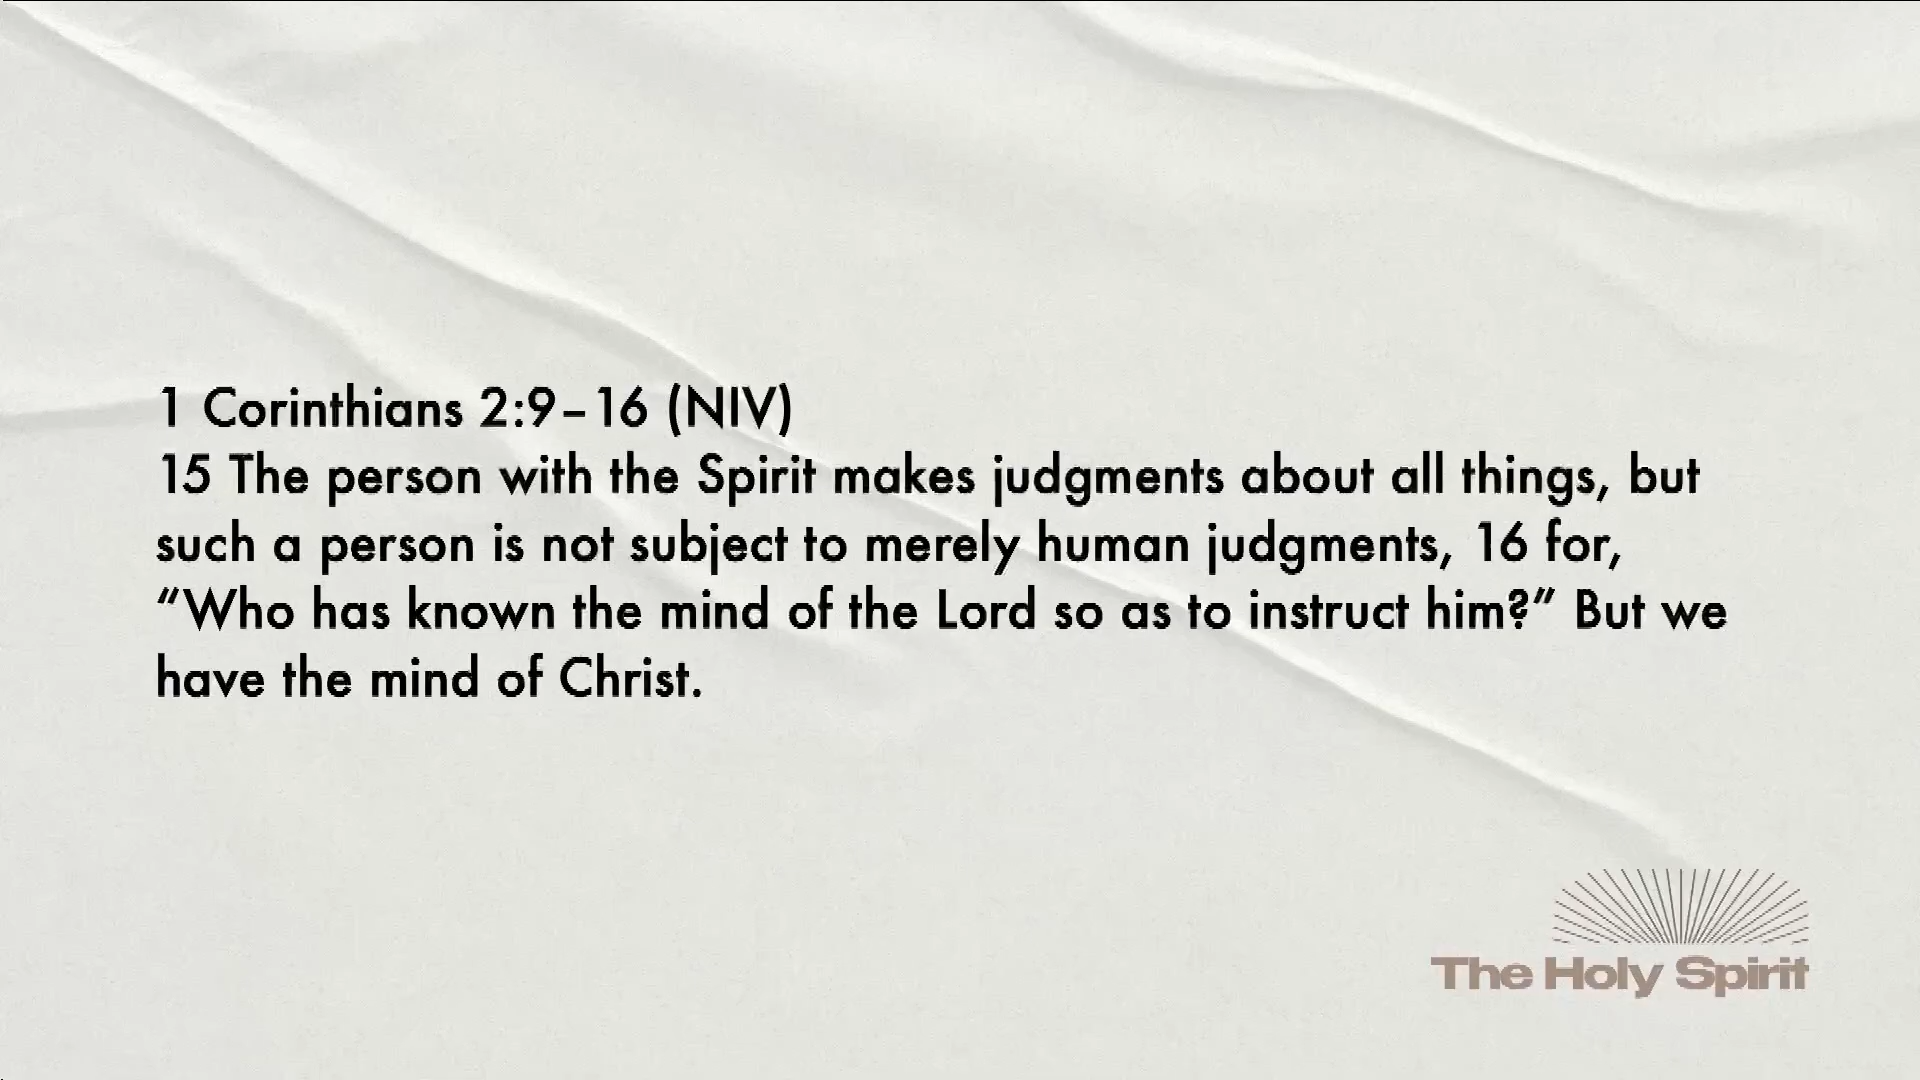 1 Corinthians 2:9–16 (NIV)
15 The person with the Spirit makes judgments about all things, but
such a person is not subject to merely human judgments, 16 for,
“Who has known the mind of the Lord so as to instruct him?” But we
have the mind of Christ.
The Holy Spirit